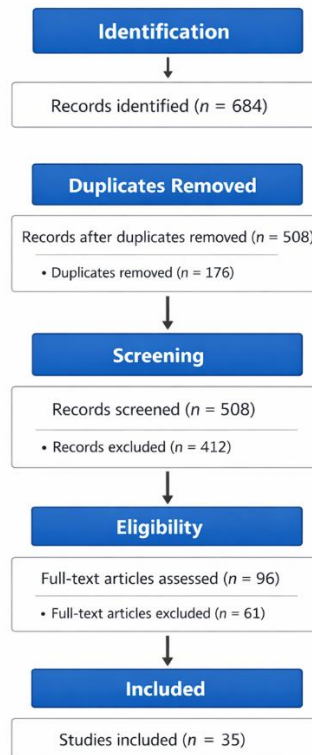 Identification
Records identified (n = 684)
Duplicates Removed
Records after duplicates removed (n = 508)
• Duplicates removed (n = 176)
Screening
Records screened (n = 508)
• Records excluded (n = 412)
Eligibility
Full-text articles assessed (n = 96)
• Full-text articles excluded (n = 61)
Included
Studies included (n = 35)